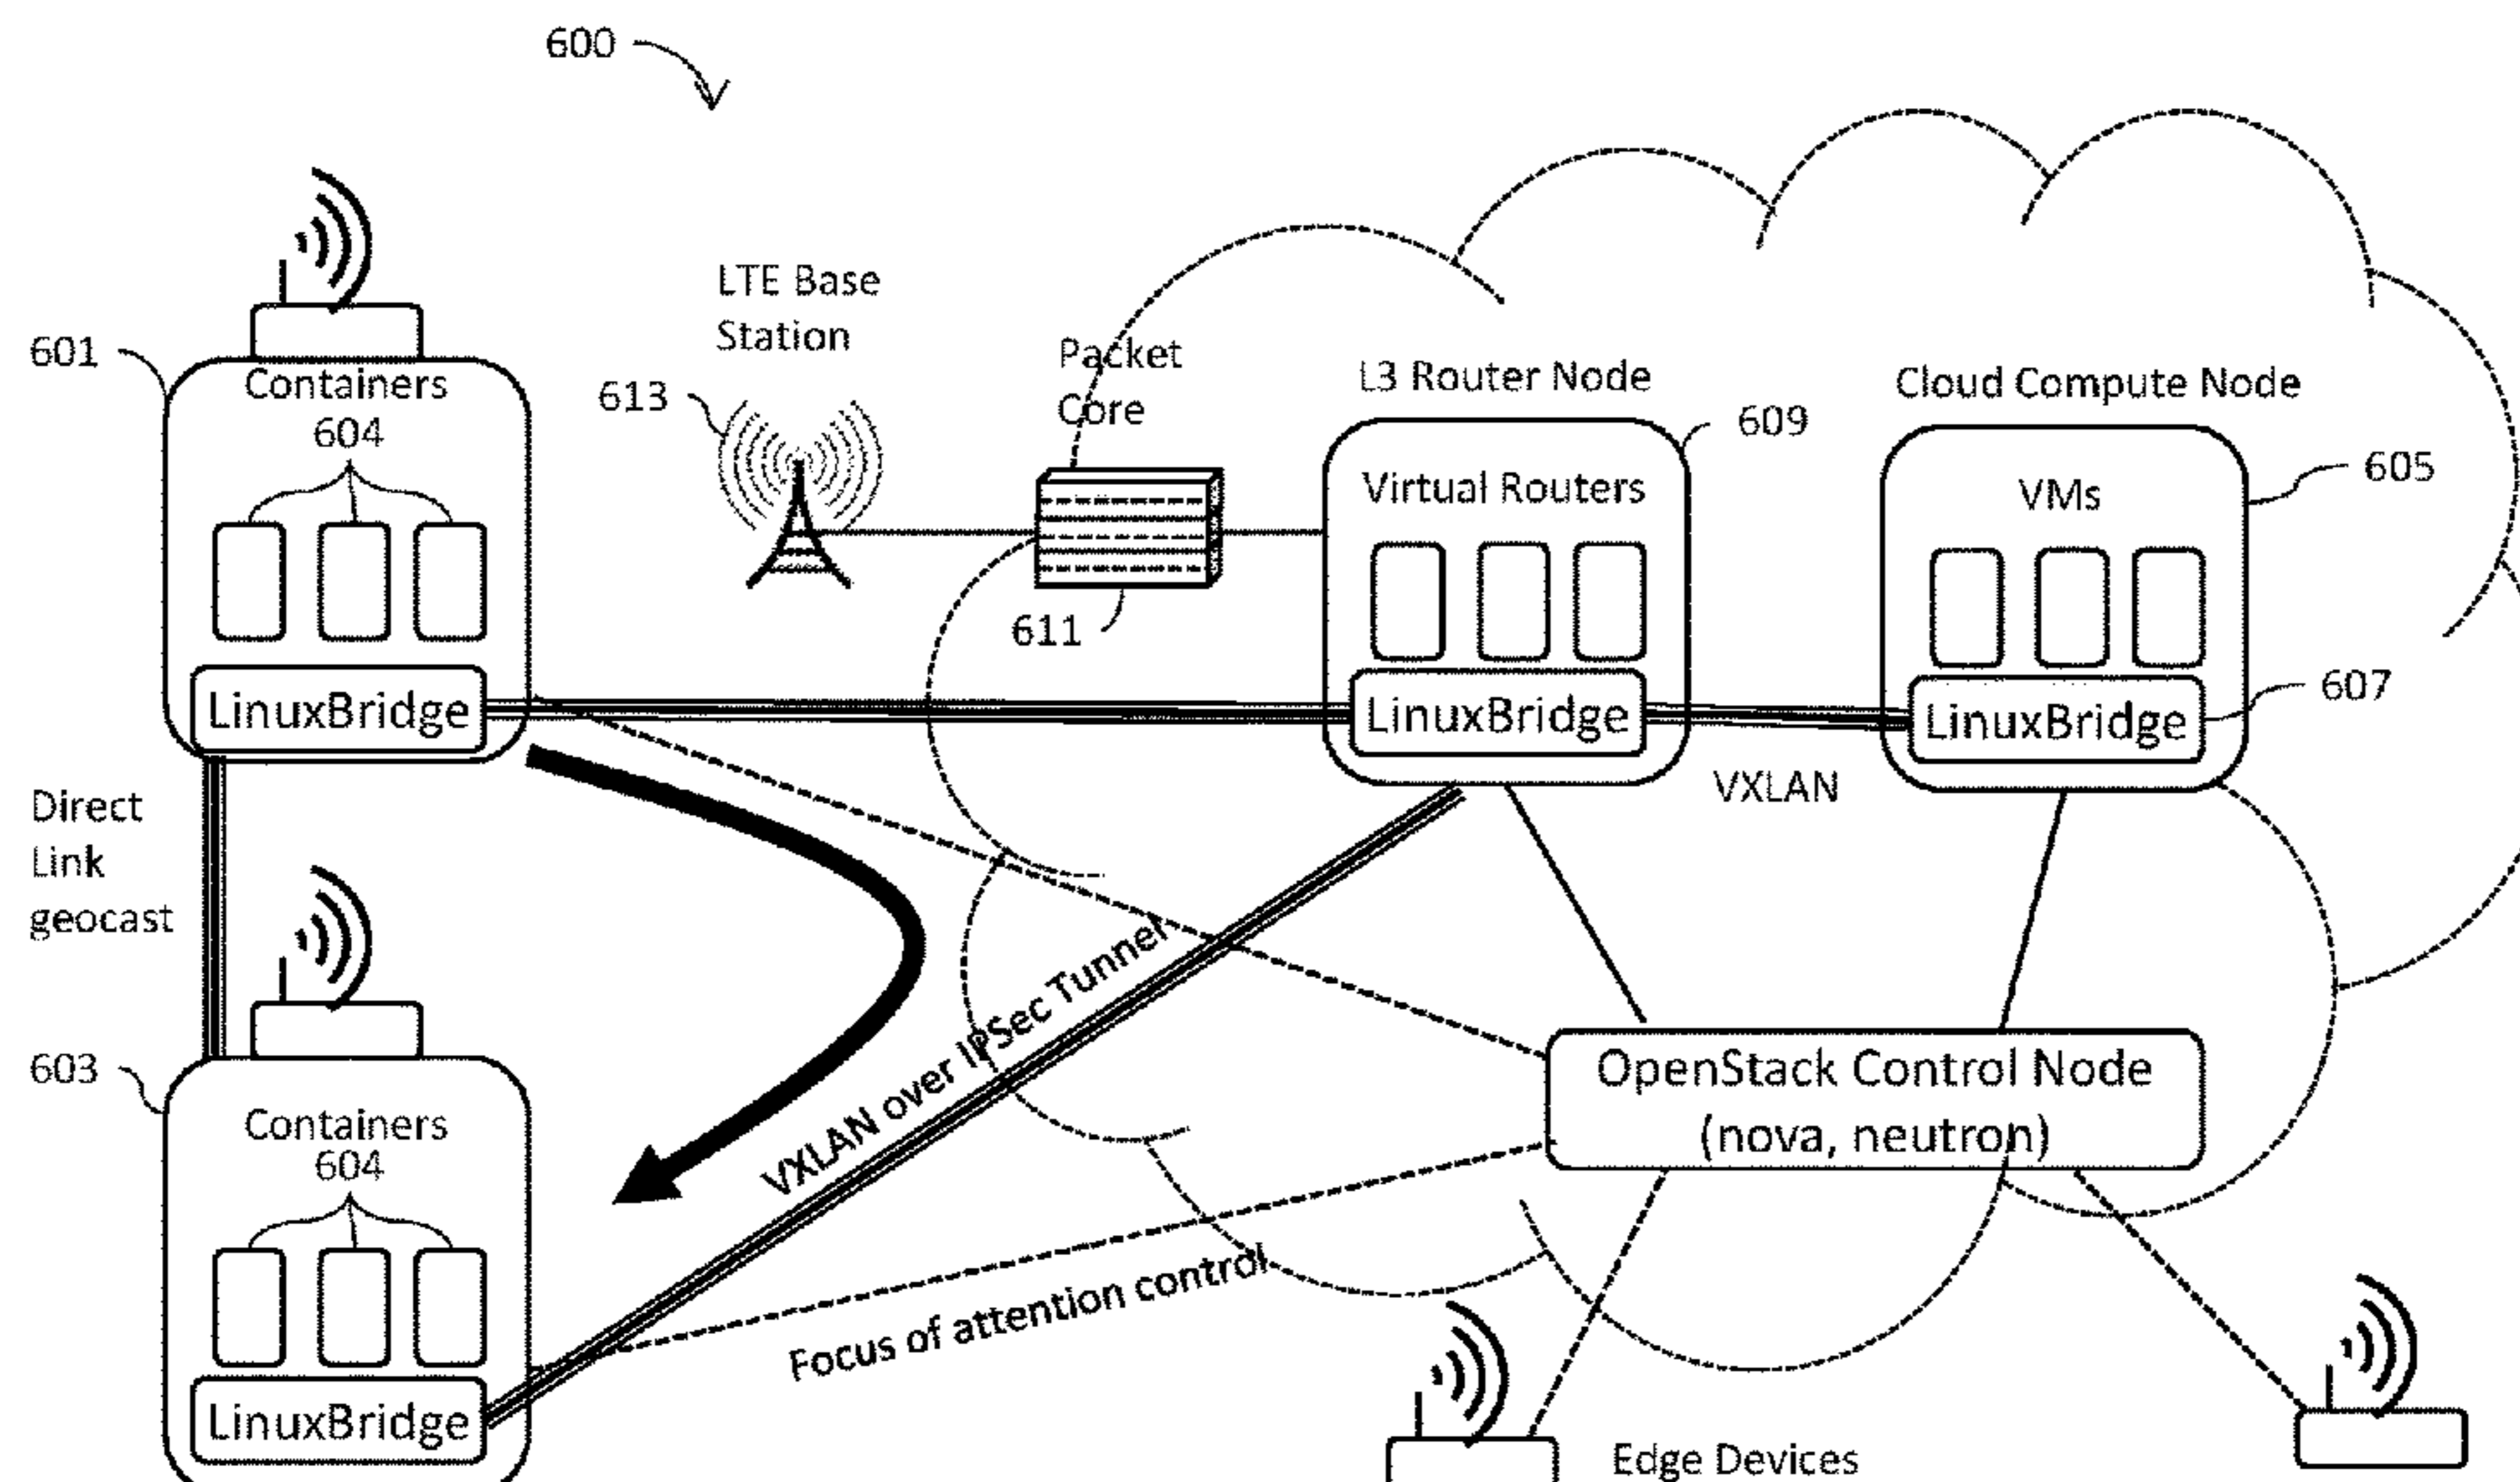 600
LTE Base
Station
601
Containers
604
613
Packet
Core
L3 Router Node
609
Cloud Compute Node
605
Virtual Routers
VMs
611
607
LinuxBridge
LinuxBridge
LinuxBridge
VXLAN
Direct
Link
geocast
VXLAN over IPSec Tunnel
603
Containers
604
OpenStack Control Node
(nova, neutron)
Focus of attention control
LinuxBridge
Edge Devices